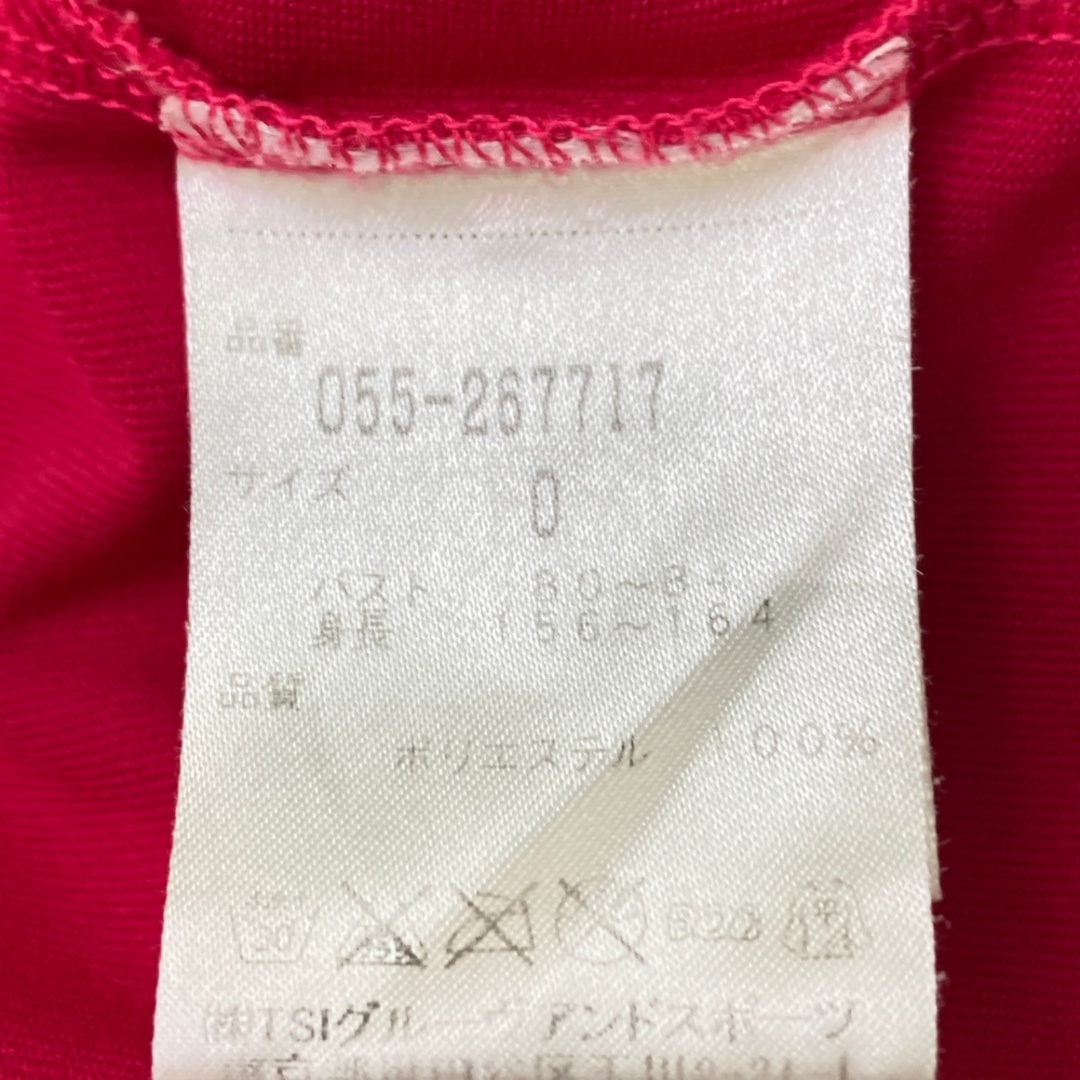 品番
055-267717
サイズ 0
バスト 80〜8
身長 156〜164
品質
ポリエステル 100%
30
㈱TSIグルーヴアンドスポーツ